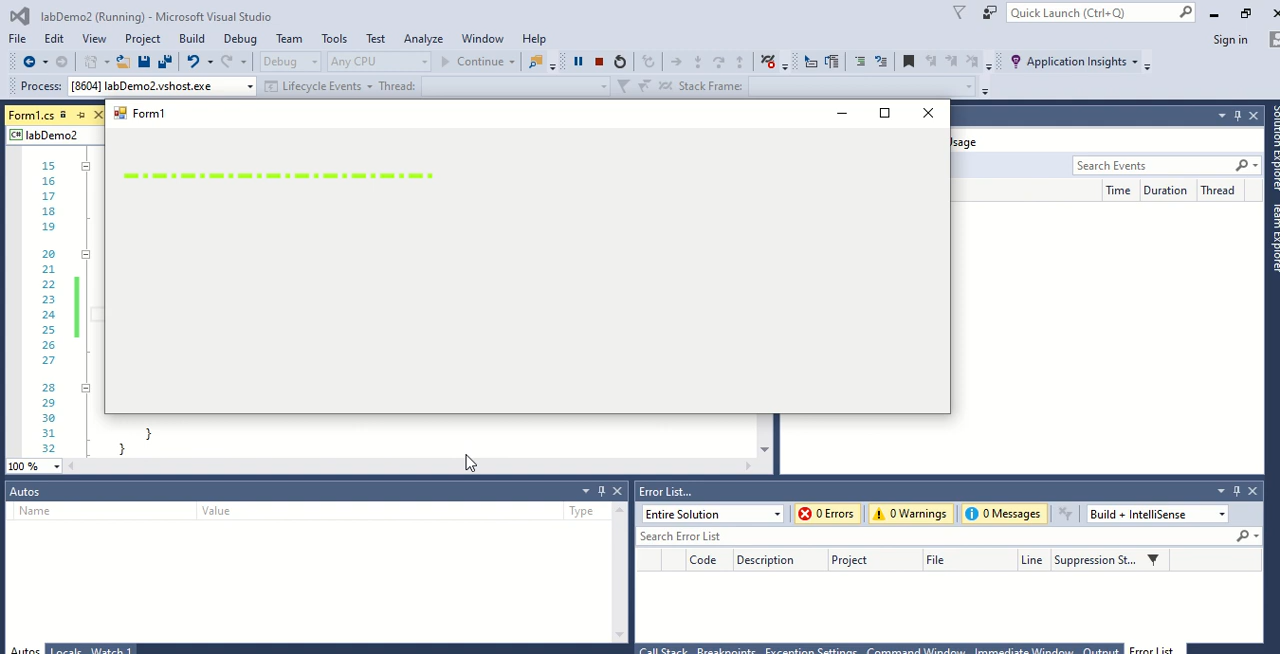 labDemo2 (Running) - Microsoft Visual Studio
Quick Launch (Ctrl+Q)
File Edit View Project Build Debug Team Tools Test Analyze Window Help
Sign in
Debug Any CPU Continue Application Insights
Process: [8604] labDemo2.vshost.exe Lifecycle Events Thread: Stack Frame:
Form1.cs
Form1
C# labDemo2
Usage
Search Events
Time Duration Thread
Solution Explorer
Team Explorer
15
16
17
18
19
20
21
22
23
24
25
26
27
28
29
30
31 }
32 }
100 %
Autos
Name Value Type
Error List...
Entire Solution 0 Errors 0 Warnings 0 Messages Build + IntelliSense
Search Error List
Code Description Project File Line Suppression St...
Autos Locals Watch 1
Call Stack Breakpoints Exception Settings Command Window Immediate Window Output Error List